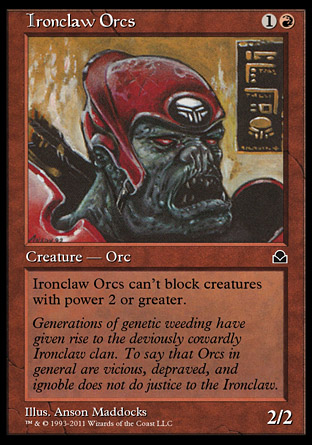 Ironclaw Orcs 1
Creature — Orc
Ironclaw Orcs can't block creatures
with power 2 or greater.
Generations of genetic weeding have
given rise to the deviously cowardly
Ironclaw clan. To say that Orcs in
general are vicious, depraved, and
ignoble does not do justice to the Ironclaw.
Illus. Anson Maddocks
2/2
™ & © 1993-2011 Wizards of the Coast LLC